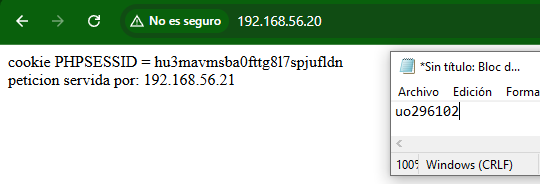 No es seguro 192.168.56.20
cookie PHPSESSID = hu3mavmsba0fttg8l7spjufldn
peticion servida por: 192.168.56.21
*Sin título: Bloc d...
Archivo Edición Forma
uo296102
100% Windows (CRLF)